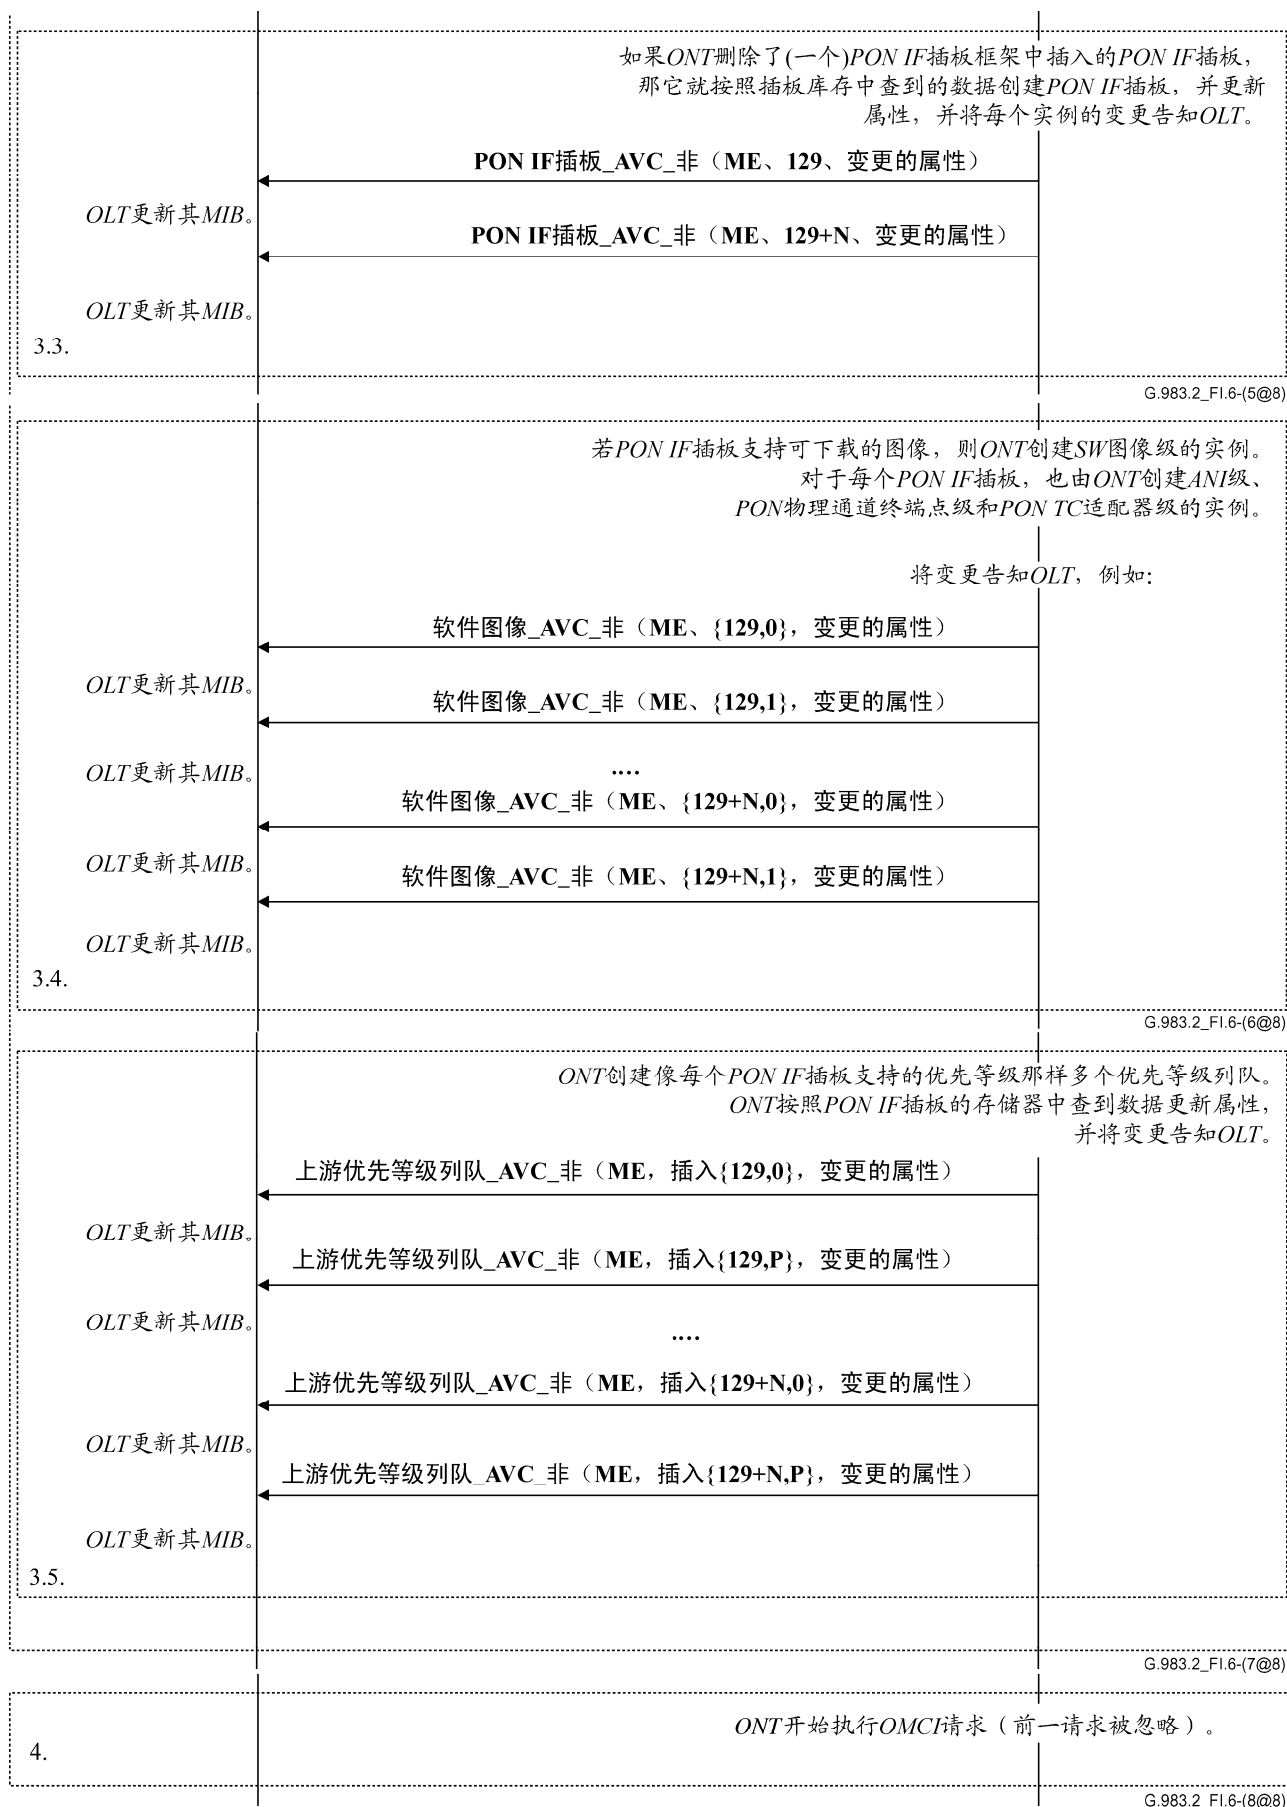 如果ONT删除了(一个)PON IF插板框架中插入的PON IF插板，
那它就按照插板库存中查到的数据创建PON IF插板，并更新
属性，并将每个实例的变更告知OLT。
PON IF插板_AVC_非（ME、129、变更的属性）
OLT更新其MIB。
PON IF插板_AVC_非（ME、129+N、变更的属性）
OLT更新其MIB。
3.3.
G.983.2_FI.6-(5@8)
若PON IF插板支持可下载的图像，则ONT创建SW图像级的实例。
对于每个PON IF插板，也由ONT创建ANI级、
PON物理通道终端点级和PON TC适配器级的实例。
将变更告知OLT，例如：
软件图像_AVC_非（ME、{129,0}，变更的属性）
OLT更新其MIB。
软件图像_AVC_非（ME、{129,1}，变更的属性）
OLT更新其MIB。
....
软件图像_AVC_非（ME、{129+N,0}，变更的属性）
OLT更新其MIB。
软件图像_AVC_非（ME、{129+N,1}，变更的属性）
OLT更新其MIB。
3.4.
G.983.2_FI.6-(6@8)
ONT创建像每个PON IF插板支持的优先等级那样多个优先等级列队。
ONT按照PON IF插板的存储器中查到数据更新属性，
并将变更告知OLT。
上游优先等级列队_AVC_非（ME，插入{129,0}，变更的属性）
OLT更新其MIB。
上游优先等级列队_AVC_非（ME，插入{129,P}，变更的属性）
OLT更新其MIB。
....
上游优先等级列队_AVC_非（ME，插入{129+N,0}，变更的属性）
OLT更新其MIB。
上游优先等级列队_AVC_非（ME，插入{129+N,P}，变更的属性）
OLT更新其MIB。
3.5.
G.983.2_FI.6-(7@8)
ONT开始执行OMCI请求（前一请求被忽略）。
4.
G.983.2_FI.6-(8@8)